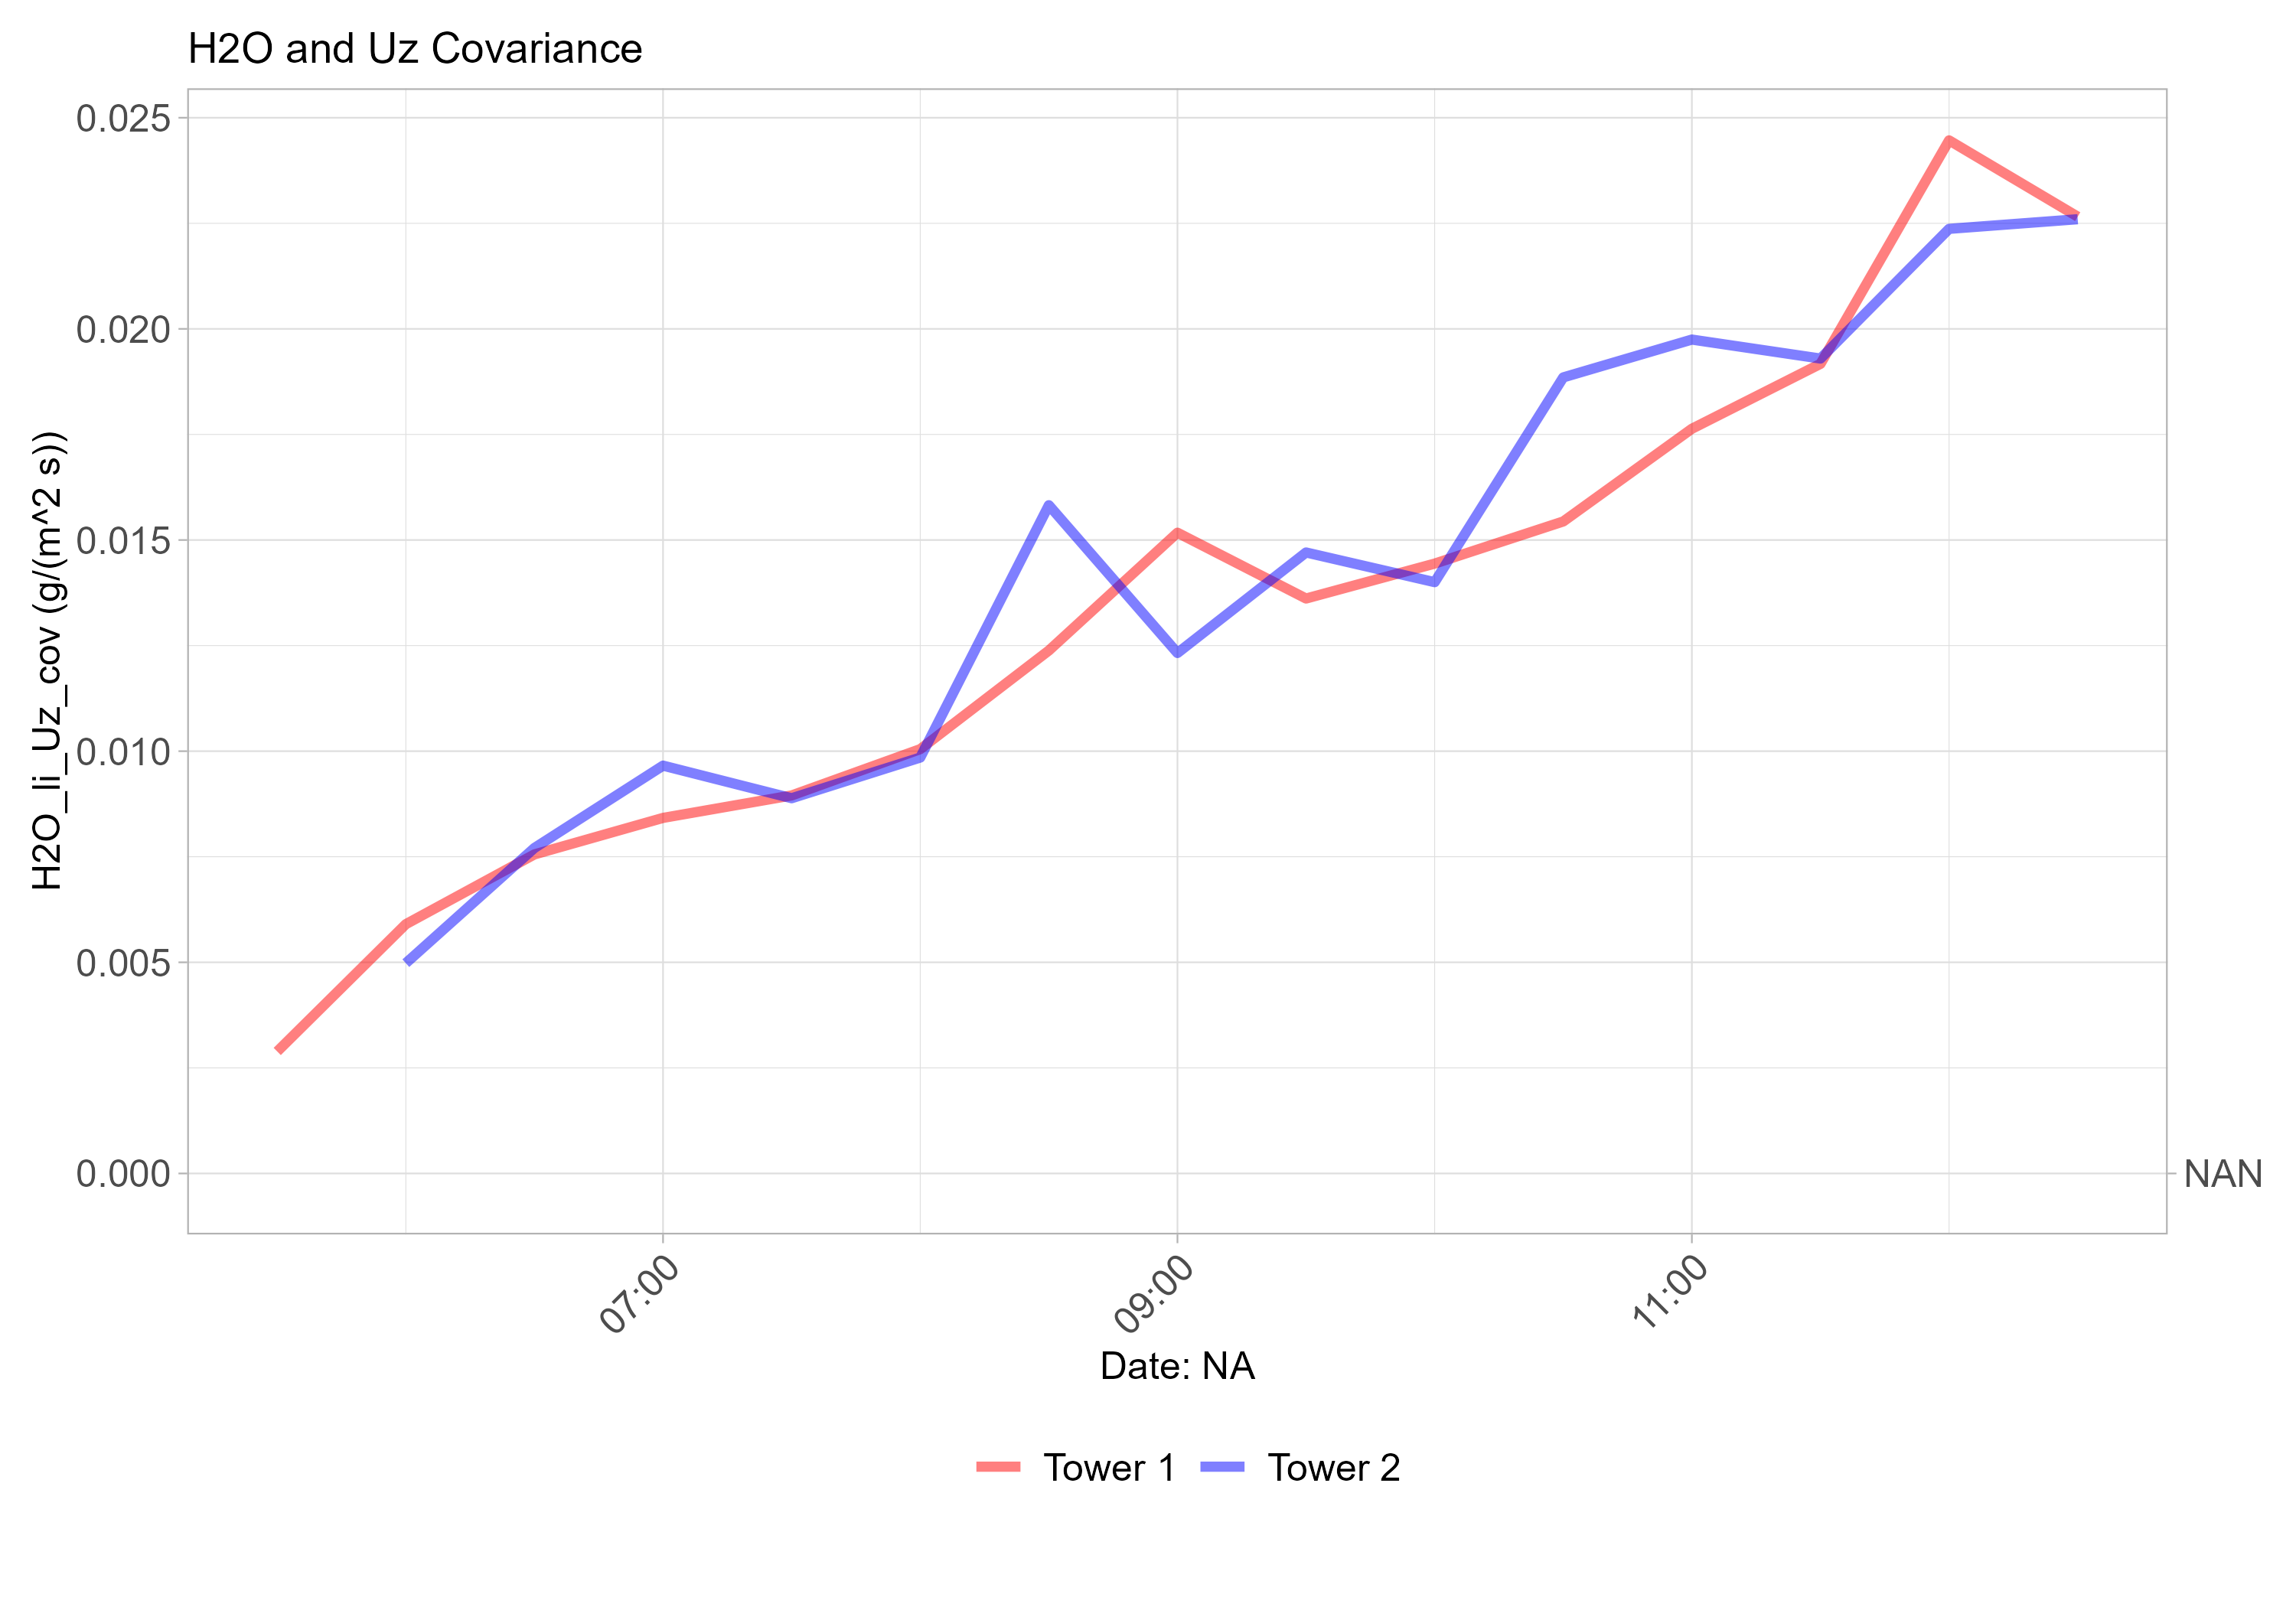 H2O and Uz Covariance
H2O_li_Uz_cov (g/(m^2 s))
0.025
0.020
0.015
0.010
0.005
0.000
NAN
07:00
09:00
11:00
Date: NA
Tower 1
Tower 2